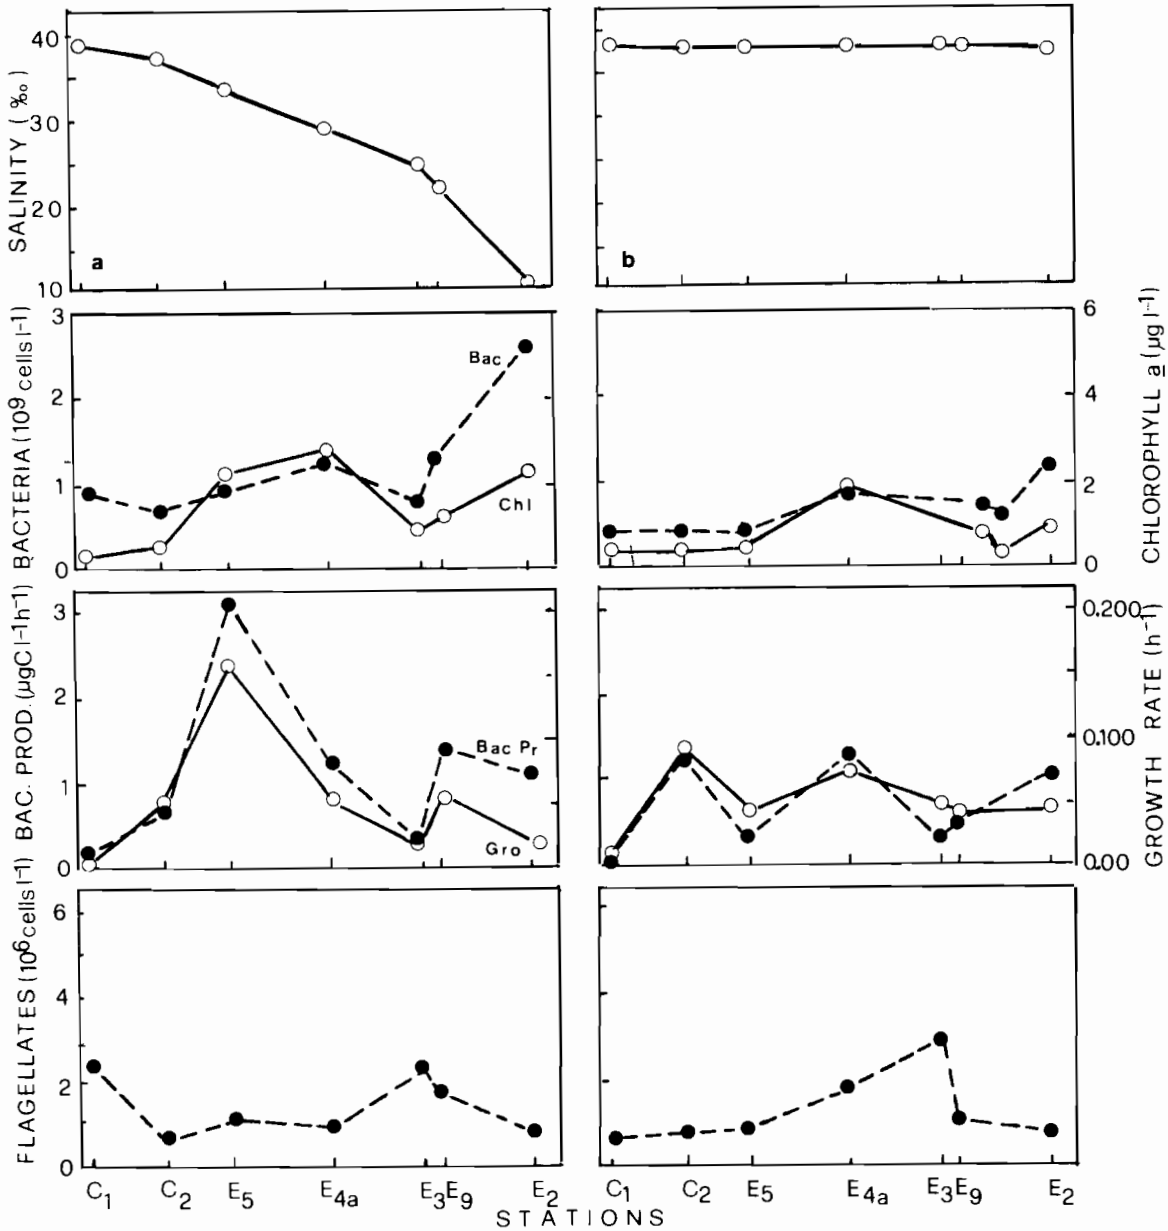 SALINITY (‰)
40
30
20
10
a
b
BACTERIA (10⁹ cells l⁻¹)
3
2
1
0
Bac
Chl
CHLOROPHYLL a (µg l⁻¹)
6
4
2
0
BAC. PROD. (µgC l⁻¹h⁻¹)
3
2
1
0
Bac Pr
Gro
GROWTH RATE (h⁻¹)
0.200
0.100
0.00
FLAGELLATES (10⁶ cells l⁻¹)
6
4
2
0
C₁ C₂ E₅ E₄ₐ E₃ E₉ E₂
C₁ C₂ E₅ E₄ₐ E₃ E₉ E₂
STATIONS